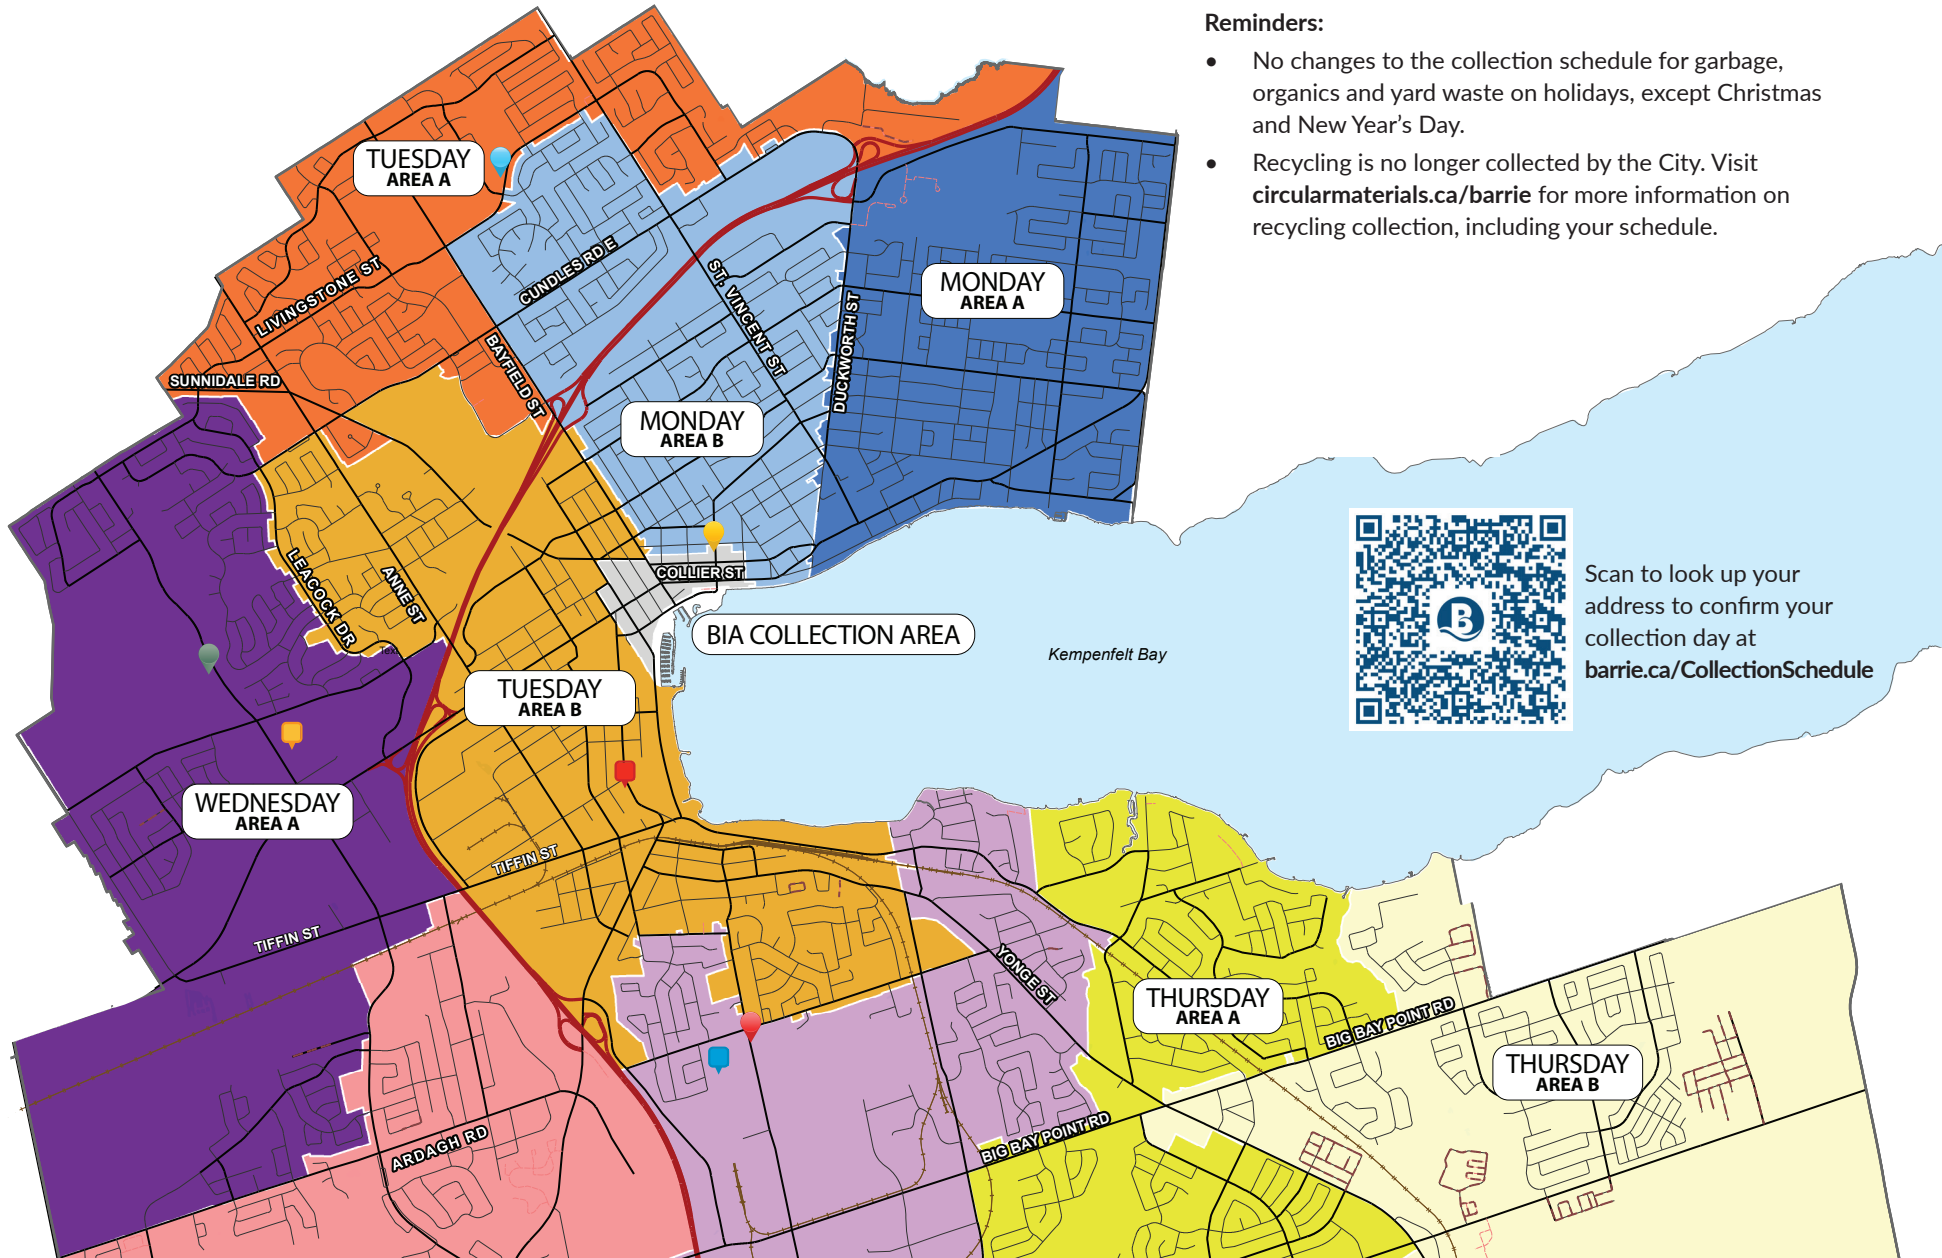 Reminders:
• No changes to the collection schedule for garbage,
organics and yard waste on holidays, except Christmas
and New Year's Day.
• Recycling is no longer collected by the City. Visit
circularmaterials.ca/barrie for more information on
recycling collection, including your schedule.
TUESDAY
AREA A
LIVINGSTONE ST
CUNDLES RD E
ST. VINCENT ST
MONDAY
AREA A
DUCKWORTH ST
BAYFIELD ST
SUNNIDALE RD
MONDAY
AREA B
LEACOCK DR
ANNE ST
Text
COLLIER ST
BIA COLLECTION AREA
Kempenfelt Bay
Scan to look up your
address to confirm your
collection day at
barrie.ca/CollectionSchedule
B
TUESDAY
AREA B
WEDNESDAY
AREA A
TIFFIN ST
TIFFIN ST
YONGE ST
THURSDAY
AREA A
BIG BAY POINT RD
THURSDAY
AREA B
ARDAGH RD
BIG BAY POINT RD